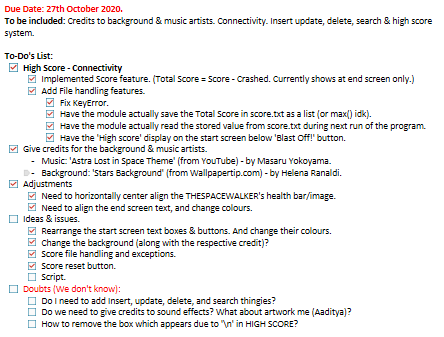 Due Date: 27th October 2020.
To be included: Credits to background & music artists. Connectivity. Insert update, delete, search & high score
system.
To-Do's List:
High Score - Connectivity
Implemented Score feature. (Total Score = Score - Crashed. Currently shows at end screen only.)
Add File handling features.
Fix KeyError.
Have the module actually save the Total Score in score.txt as a list (or max() idk).
Have the module actually read the stored value from score.txt during next run of the program.
Have the 'High score' display on the start screen below 'Blast Off!' button.
Give credits for the background & music artists.
- Music: 'Astra Lost in Space Theme' (from YouTube) - by Masaru Yokoyama.
- Background: 'Stars Background' (from Wallpapertip.com) - by Helena Ranaldi.
Adjustments
Need to horizontally center align the THESPACEWALKER's health bar/image.
Need to align the end screen text, and change colours.
Ideas & issues.
Rearrange the start screen text boxes & buttons. And change their colours.
Change the background (along with the respective credit)?
Score file handling and exceptions.
Score reset button.
Script.
Doubts (We don't know):
Do I need to add Insert, update, delete, and search thingies?
Do we need to give credits to sound effects? What about artwork me (Aaditya)?
How to remove the box which appears due to '\n' in HIGH SCORE?